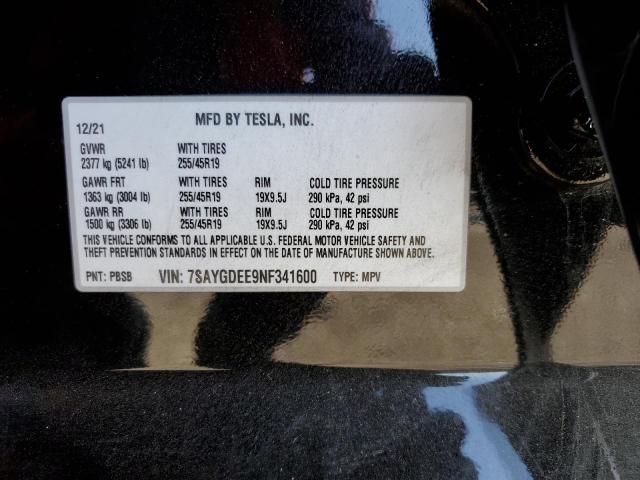 MFD BY TESLA, INC.
12/21
GVWR WITH TIRES
2377 kg (5241 lb) 255/45R19
GAWR FRT WITH TIRES RIM COLD TIRE PRESSURE
1363 kg (3004 lb) 255/45R19 19X9.5J 290 kPa, 42 psi
GAWR RR WITH TIRES RIM COLD TIRE PRESSURE
1500 kg (3306 lb) 255/45R19 19X9.5J 290 kPa, 42 psi
THIS VEHICLE CONFORMS TO ALL APPLICABLE U.S. FEDERAL MOTOR VEHICLE SAFETY AND
THEFT PREVENTION STANDARDS IN EFFECT ON THE DATE OF MANUFACTURE SHOWN ABOVE.
PNT: PBSB VIN: 7SAYGDEE9NF341600 TYPE: MPV